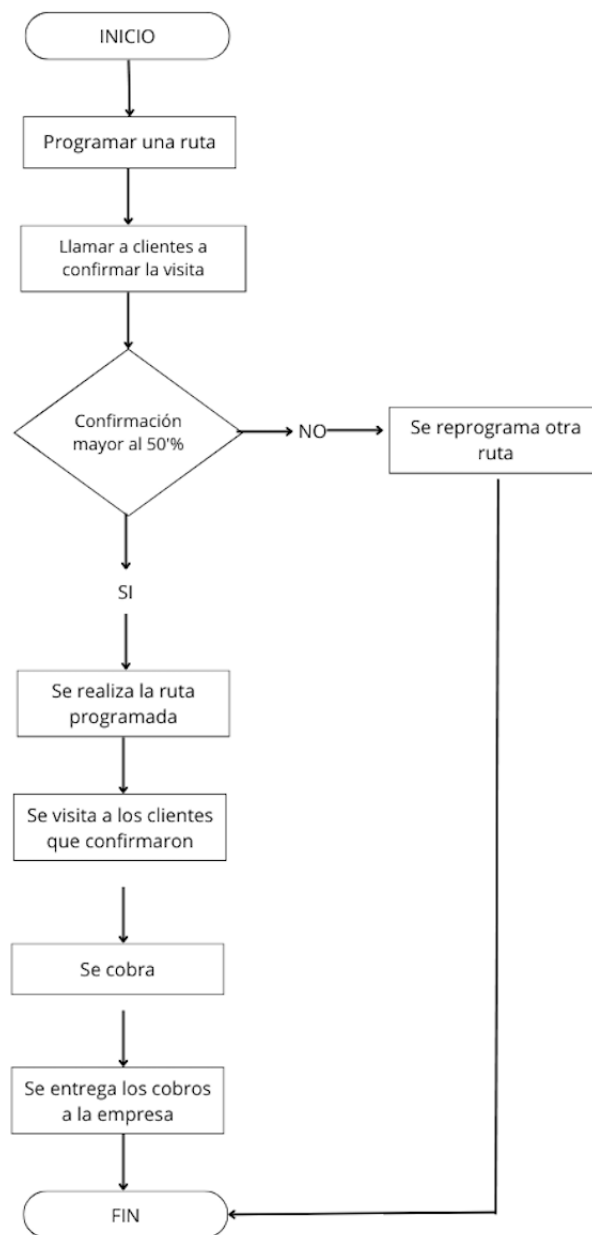 INICIO
Programar una ruta
Llamar a clientes a
confirmar la visita
Confirmación
mayor al 50'%
NO
Se reprograma otra
ruta
SI
Se realiza la ruta
programada
Se visita a los clientes
que confirmaron
Se cobra
Se entrega los cobros
a la empresa
FIN